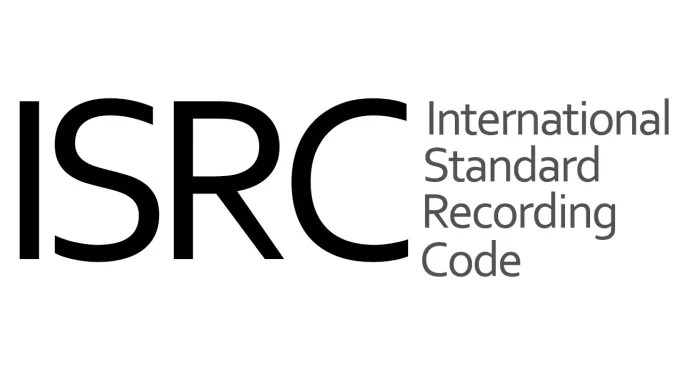 ISRC
International
Standard
Recording
Code